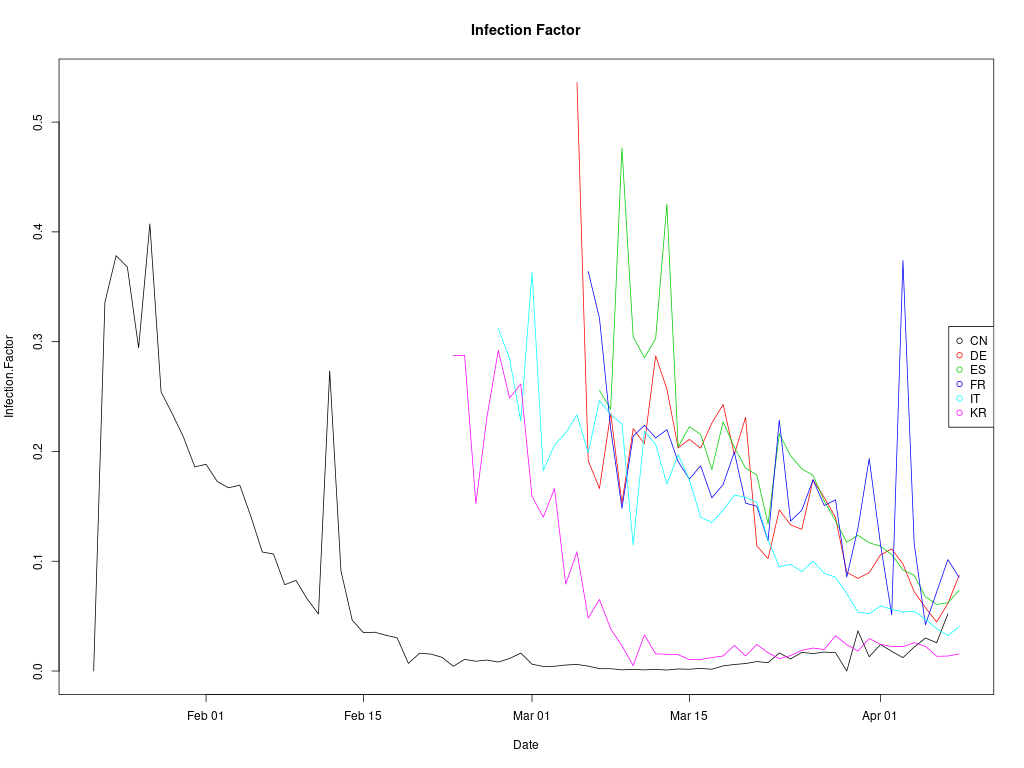 Infection Factor
Infection.Factor
0.5
0.4
0.3
0.2
0.1
0.0
CN
DE
ES
FR
IT
KR
Feb 01
Feb 15
Mar 01
Mar 15
Apr 01
Date